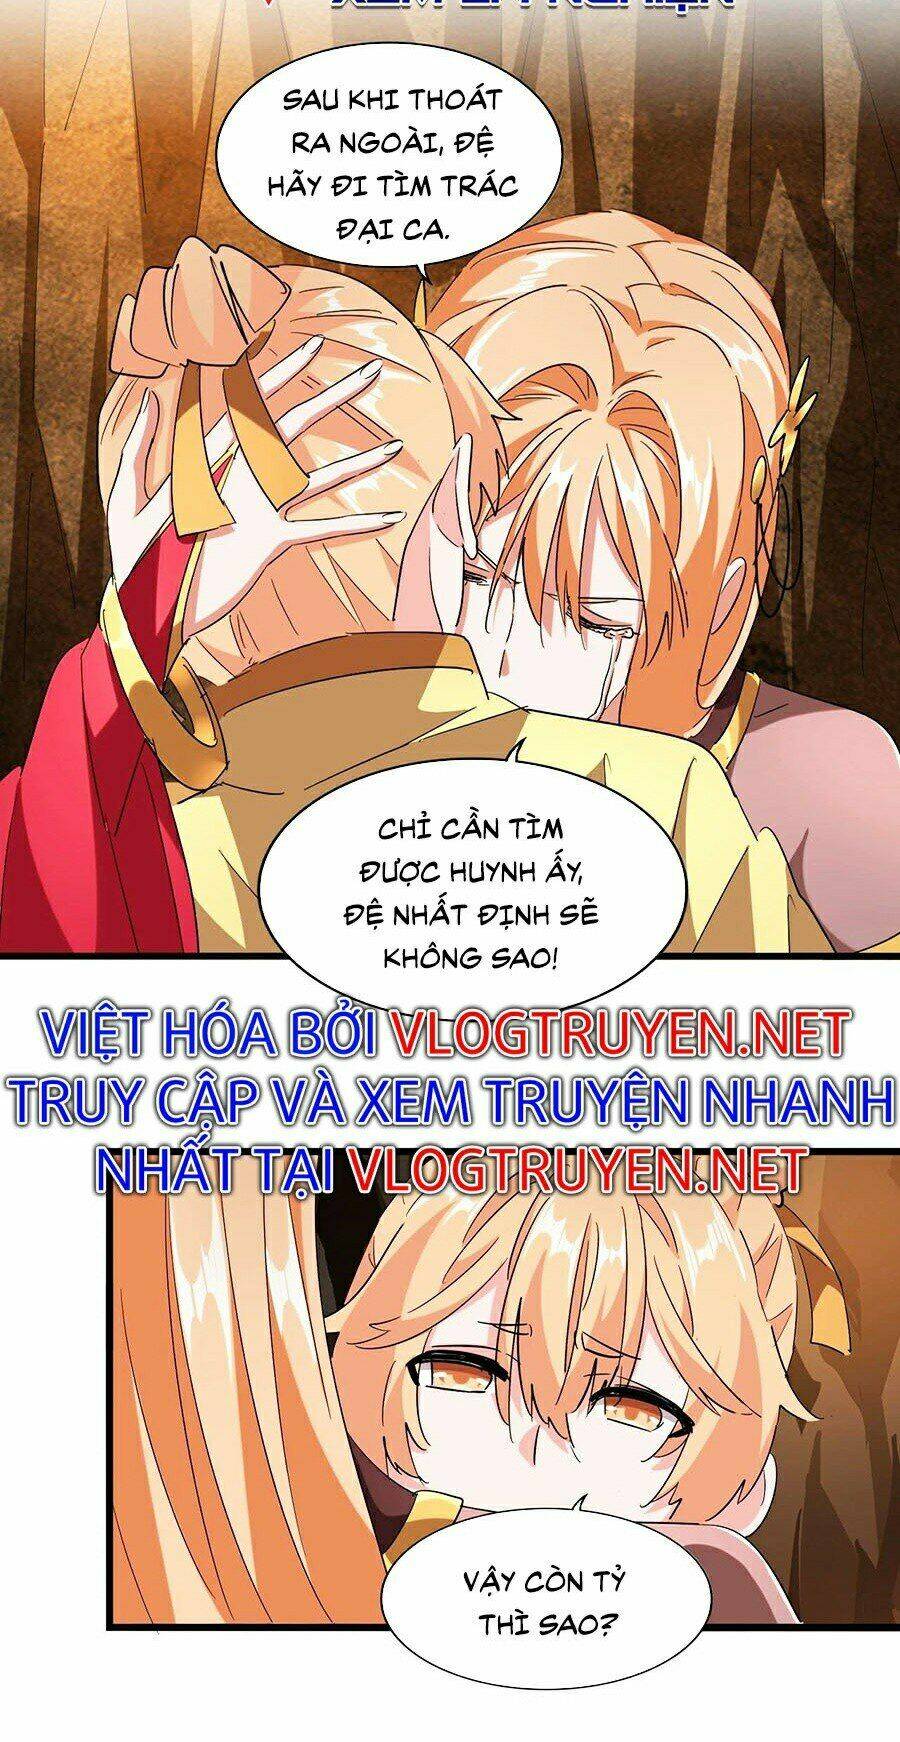 SAU KHI THOÁT
RA NGOÀI, ĐỆ
HÃY ĐI TÌM TRÁC
ĐẠI CA.
CHỈ CẦN TÌM
ĐƯỢC HUYNH ẤY,
ĐỆ NHẤT ĐỊNH SẼ
KHÔNG SAO!
VIỆT HÓA BỞI VLOGTRUYEN.NET
TRUY CẬP VÀ XEM TRUYỆN NHANH
NHẤT TẠI VLOGTRUYEN.NET
VẬY CÒN TỶ
THÌ SAO?